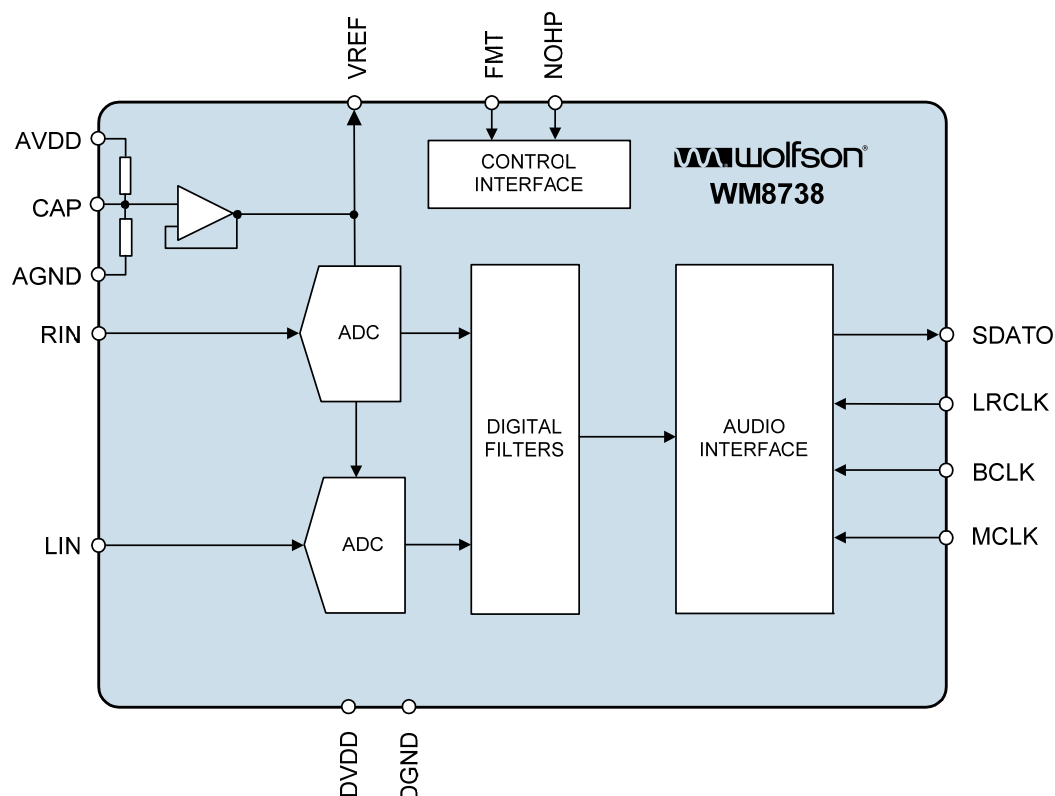 VREF
FMT
NOHP
AVDD
CAP
AGND
RIN
LIN
CONTROL
INTERFACE
wolfson®
WM8738
ADC
ADC
DIGITAL
FILTERS
AUDIO
INTERFACE
SDATO
LRCLK
BCLK
MCLK
DVDD
DGND